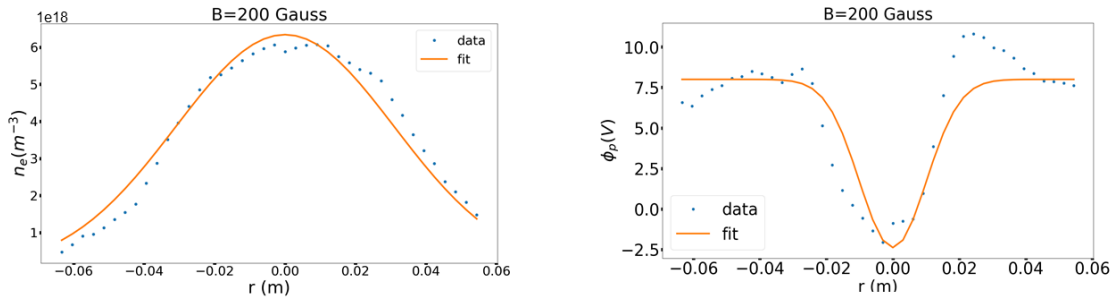 B=200 Gauss
1e18
6
5
4
3
2
1
n_e(m^{-3})
data
fit
−0.06 −0.04 −0.02 0.00 0.02 0.04 0.06
r (m)
B=200 Gauss
10.0
7.5
5.0
2.5
0.0
−2.5
ϕ_p(V)
data
fit
−0.06 −0.04 −0.02 0.00 0.02 0.04 0.06
r (m)